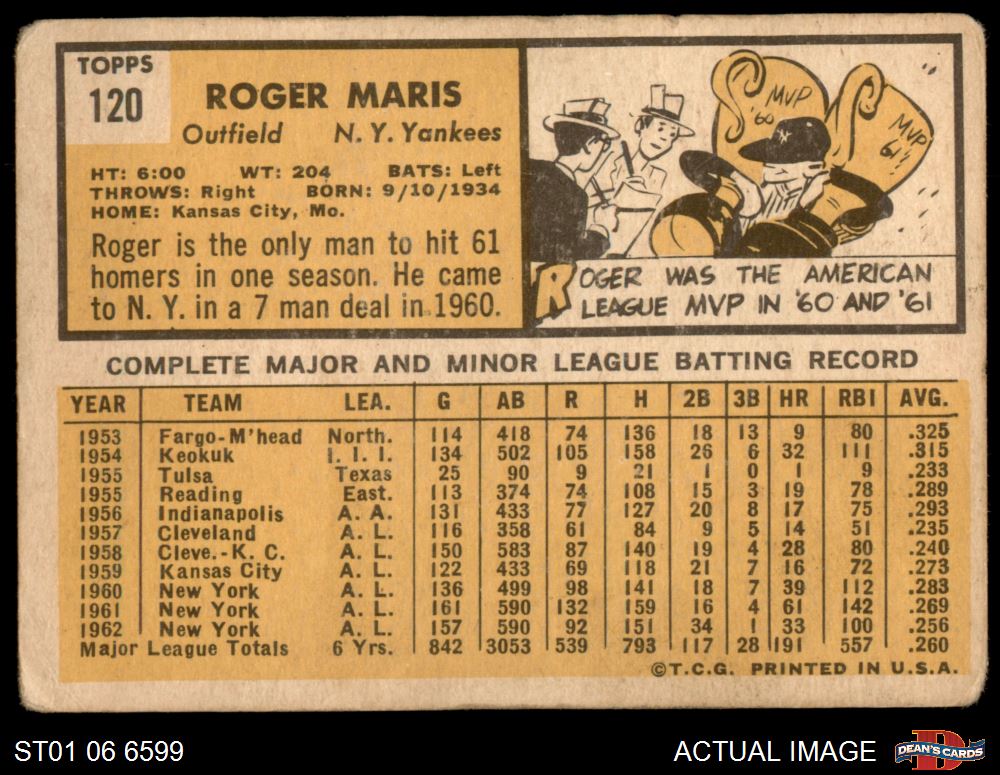 TOPPS
120
ROGER MARIS
Outfield N. Y. Yankees
HT: 6:00 WT: 204 BATS: Left
THROWS: Right BORN: 9/10/1934
HOME: Kansas City, Mo.
Roger is the only man to hit 61
homers in one season. He came
to N. Y. in a 7 man deal in 1960.
MVP
'60
MVP
'61
ROGER WAS THE AMERICAN
LEAGUE MVP IN '60 AND '61
COMPLETE MAJOR AND MINOR LEAGUE BATTING RECORD
YEAR TEAM LEA. G AB R H 2B 3B HR RBI AVG.
1953 Fargo-M'head North. 114 418 74 136 18 13 9 80 .325
1954 Keokuk I. I. I. 134 502 105 158 26 6 32 111 .315
1955 Tulsa Texas 25 90 9 21 1 0 1 9 .233
1955 Reading East. 113 374 74 108 15 3 19 78 .289
1956 Indianapolis A. A. 131 433 77 127 20 8 17 75 .293
1957 Cleveland A. L. 116 358 61 84 9 5 14 51 .235
1958 Cleve.-K. C. A. L. 150 583 87 140 19 4 28 80 .240
1959 Kansas City A. L. 122 433 69 118 21 7 16 72 .273
1960 New York A. L. 136 499 98 141 18 7 39 112 .283
1961 New York A. L. 161 590 132 159 16 4 61 142 .269
1962 New York A. L. 157 590 92 151 34 1 33 100 .256
Major League Totals 6 Yrs. 842 3053 539 793 117 28 191 557 .260
©T.C.G. PRINTED IN U.S.A.
ST01 06 6599 ACTUAL IMAGE DEAN'S CARDS